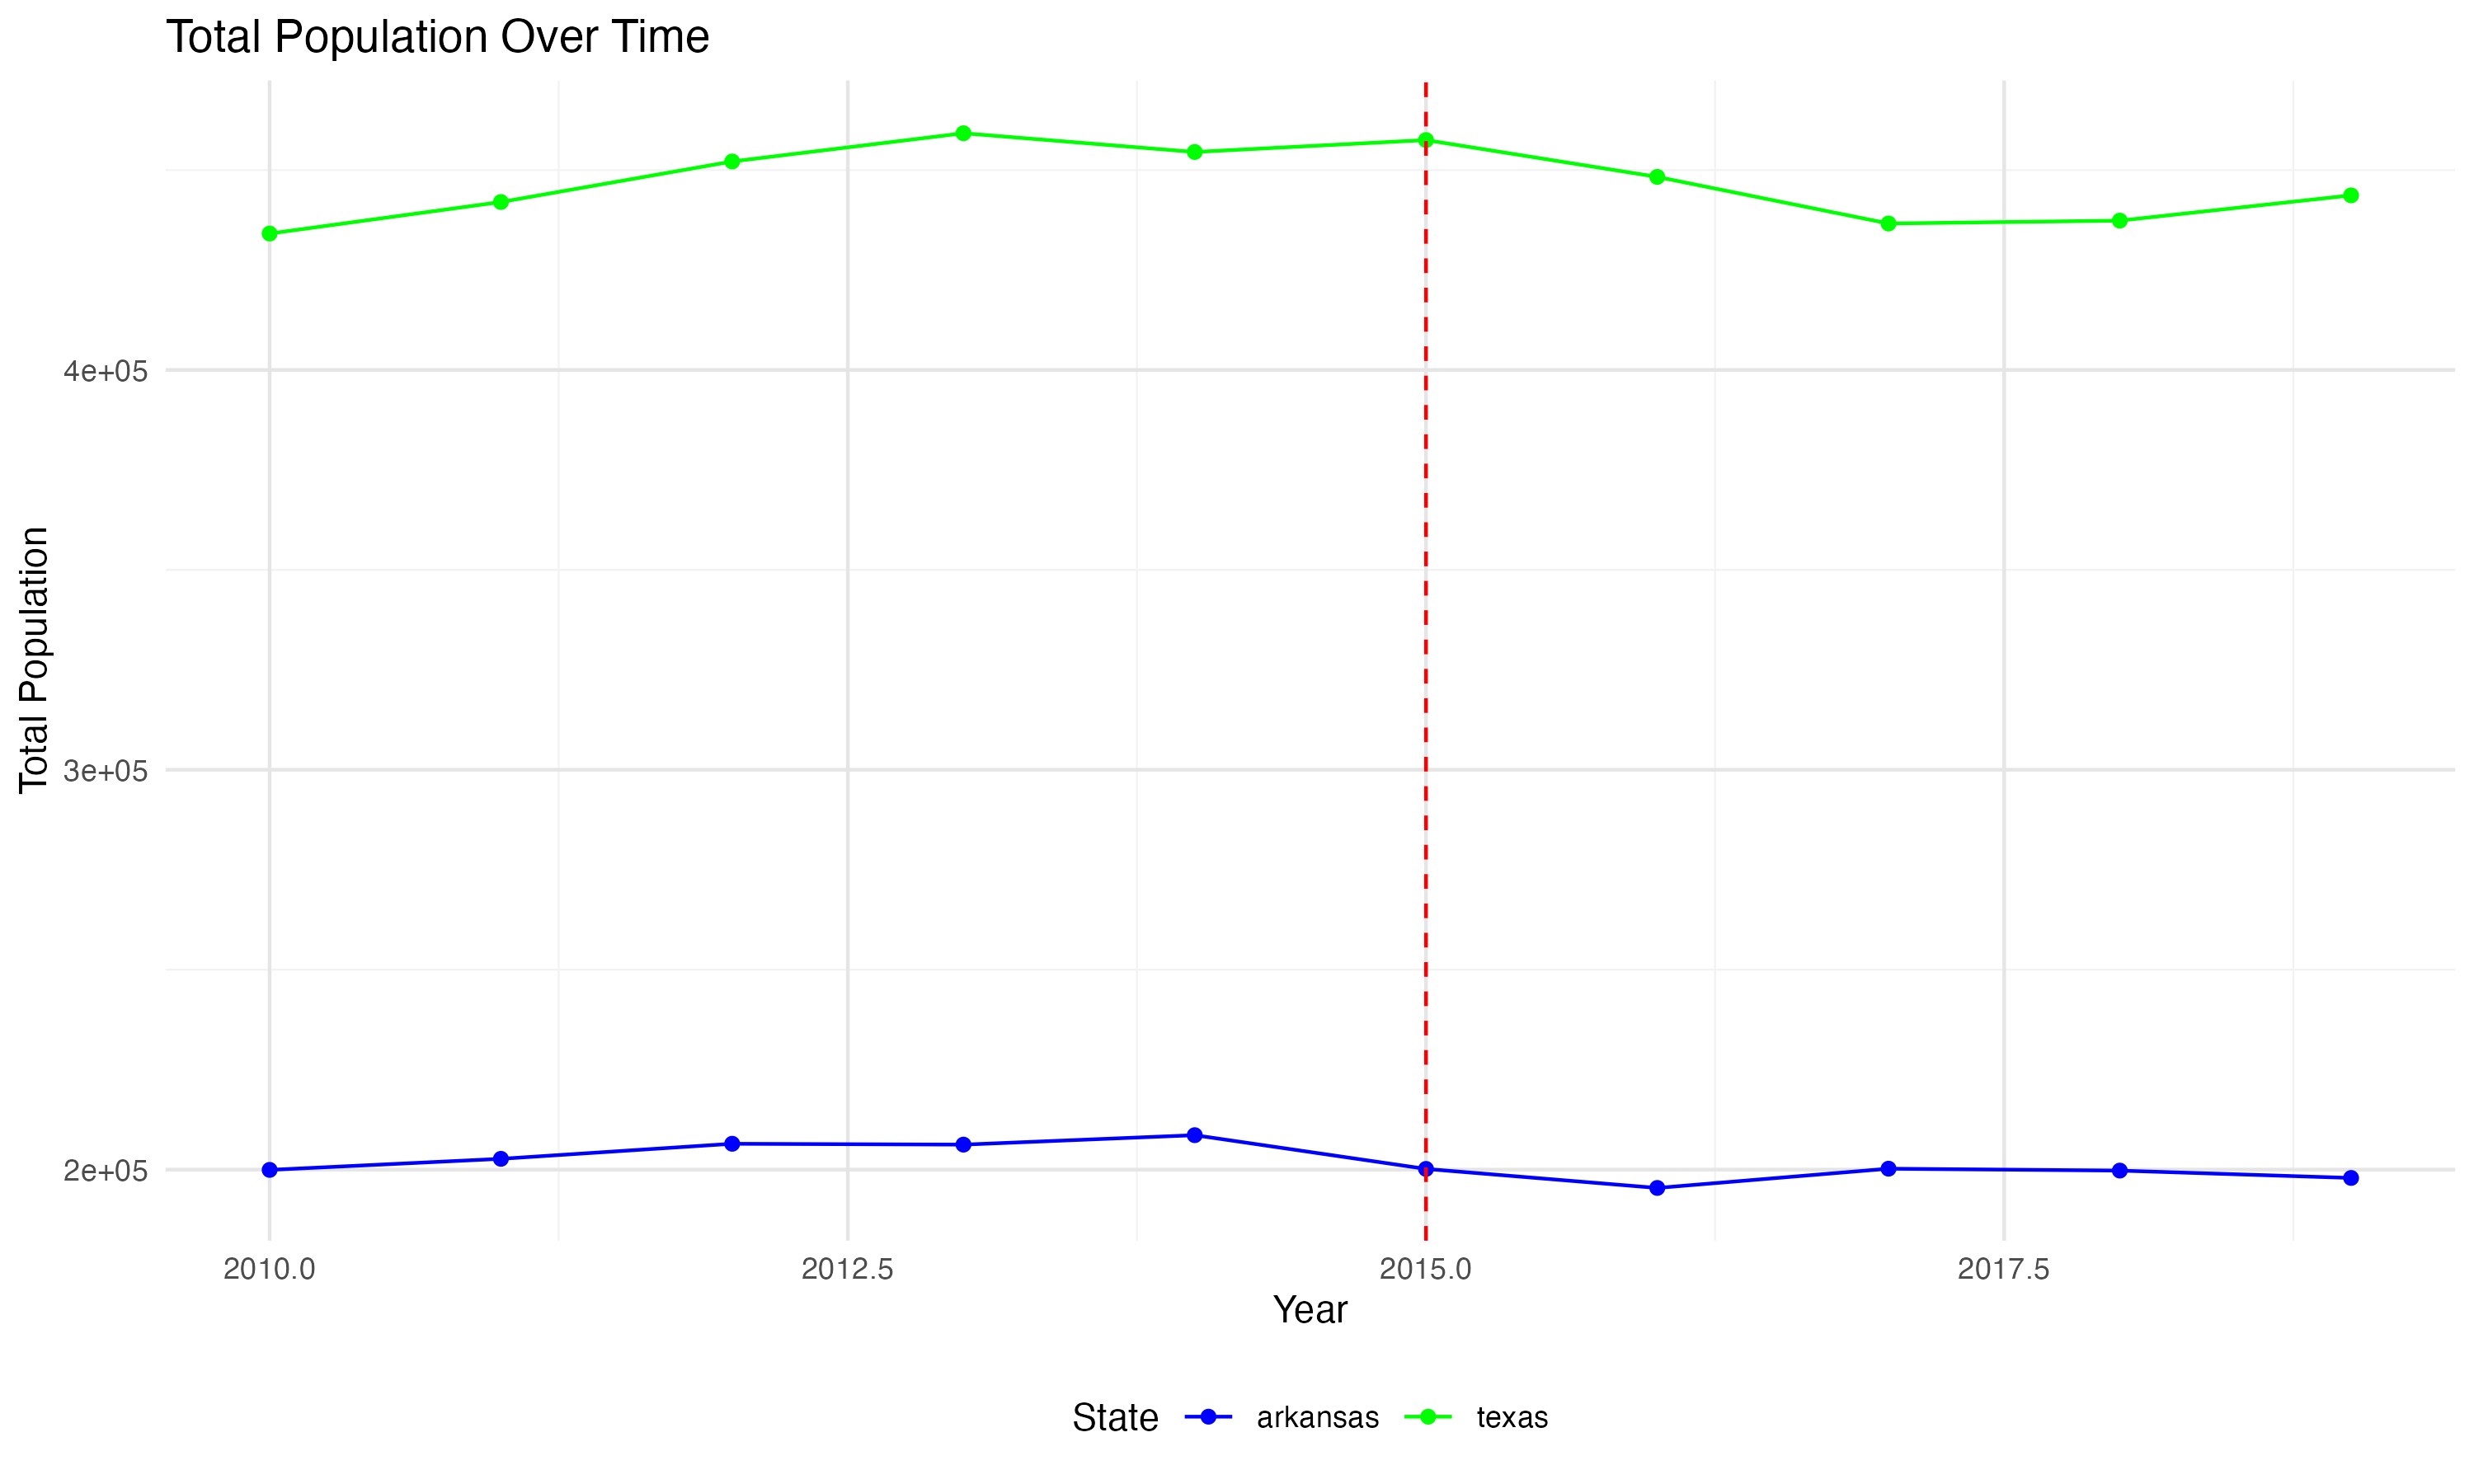 Total Population Over Time
Total Population
4e+05
3e+05
2e+05
2010.0 2012.5 2015.0 2017.5
Year
State arkansas texas